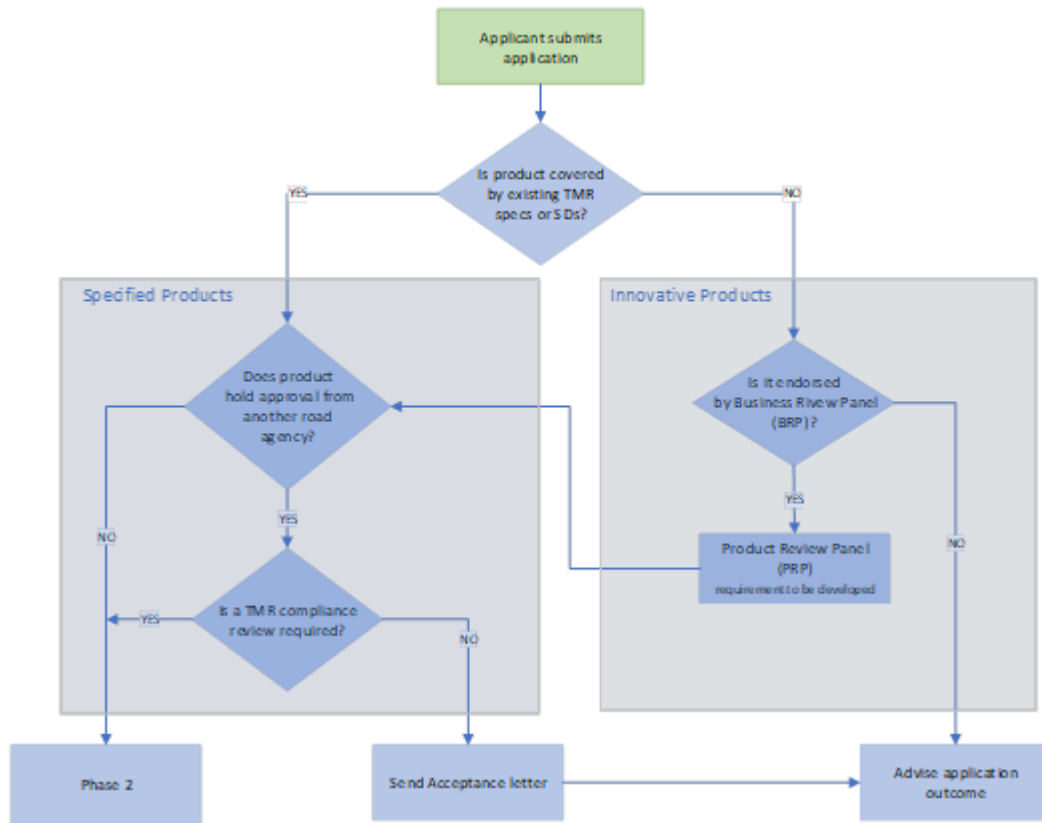 Applicant submits
application
Is product covered
by existing TMR
specs or SDs?
YES
NO
Specified Products
Innovative Products
Does product
hold approval from
another road
agency?
Is it endorsed
by Business Rivew Panel
(BRP)?
YES
YES
NO
NO
Product Review Panel
(PRP)
requirement to be developed
Is a TMR compliance
review required?
YES
NO
Phase 2
Send Acceptance letter
Advise application
outcome